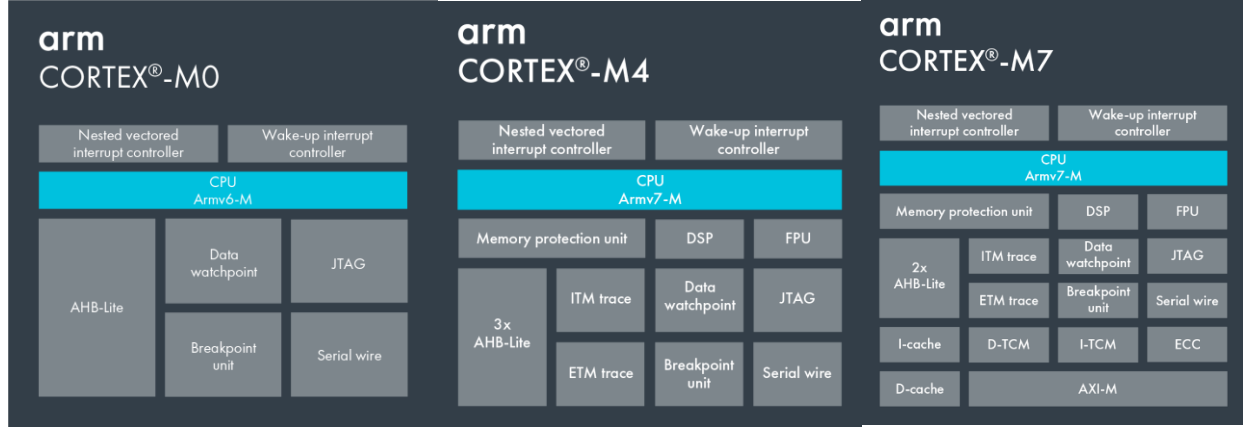 arm
CORTEX®-M0
Nested vectored
interrupt controller
Wake-up interrupt
controller
CPU
Armv6-M
AHB-Lite
Data
watchpoint
JTAG
Breakpoint
unit
Serial wire
arm
CORTEX®-M4
Nested vectored
interrupt controller
Wake-up interrupt
controller
CPU
Armv7-M
Memory protection unit
DSP
FPU
3x
AHB-Lite
ITM trace
Data
watchpoint
JTAG
ETM trace
Breakpoint
unit
Serial wire
arm
CORTEX®-M7
Nested vectored
interrupt controller
Wake-up interrupt
controller
CPU
Armv7-M
Memory protection unit
DSP
FPU
2x
AHB-Lite
ITM trace
Data
watchpoint
JTAG
ETM trace
Breakpoint
unit
Serial wire
I-cache
D-TCM
I-TCM
ECC
D-cache
AXI-M